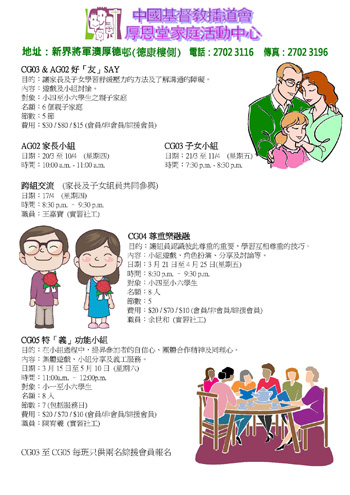 中國基督教播道會
厚恩堂家庭活動中心
地址：新界將軍澳厚德邨(德康樓側) 電話：2702 3116 傳真：2702 3196
CG03 & AG02 好「友」SAY
目的：讓家長及子女學習舒緩壓力的方法及了解溝通的障礙。
內容：遊戲及小組討論。
對象：小四至小六學生之親子家庭
名額：6 個親子家庭
節數：5 節
費用：$30 / $80 / $15 (會員/非會員/綜援會員)
AG02 家長小組 CG03 子女小組
日期：20/3 至 10/4 (星期四) 日期：21/3 至 11/4 (星期五)
時間：10:00 a.m. - 11:00 a.m. 時間：7:30 p.m. - 8:30 p.m.
跨組交流 (家長及子女組員共同參與)
日期：17/4 (星期四)
時間：8:30 p.m. – 9:30 p.m.
職員：王嘉寶 (實習社工)
CG04 尊重樂融融
目的：讓組員認識彼此尊重的重要，學習互相尊重的技巧。
內容：小組遊戲、角色扮演、分享及討論等。
日期：3 月 21 日至 4 月 25 日(星期五)
時間：8:30 p.m. – 9:30 p.m.
對象：小四至小六學生
名額：8 人
節數：5
費用：$20 / $70 / $10 (會員/非會員/綜援會員)
職員：余世和 (實習社工)
CG05 特「義」功能小組
目的：在小組過程中，提昇參加者的自信心，團體合作精神及同理心。
內容：集體遊戲、小組分享及義工服務。
日期：3 月 15 日至 5 月 10 日 (星期六)
時間：11:00a.m. – 12:00p.m.
對象：小一至小六學生
名額：8 人
節數：7 (包括服務日)
費用：$20 / $70 / $10 (會員/非會員/綜援會員)
職員：陳宥羲 (實習社工)
CG03 至 CG05 每班只供兩名綜援會員報名